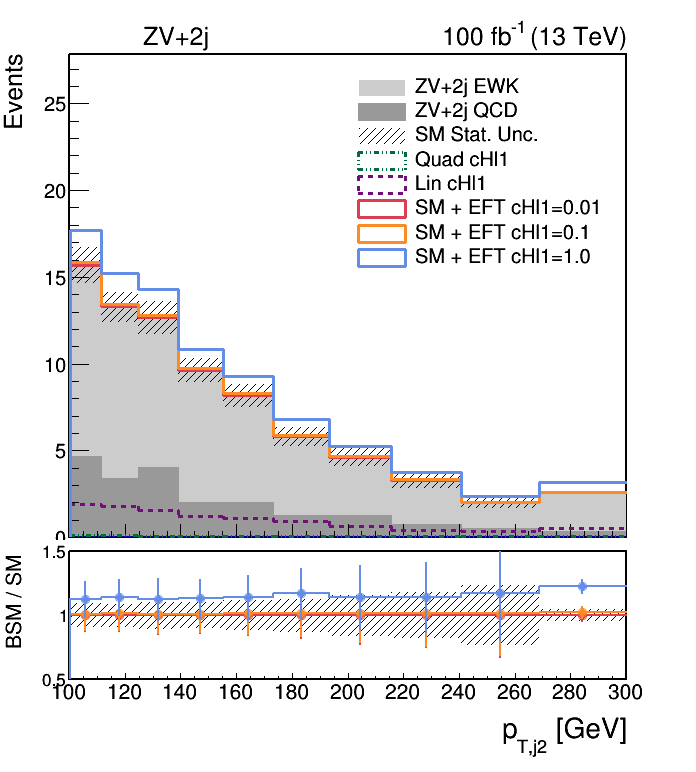 ZV+2j 100 fb-1 (13 TeV)
Events
25
20
15
10
5
0
ZV+2j EWK
ZV+2j QCD
SM Stat. Unc.
Quad cHl1
Lin cHl1
SM + EFT cHl1=0.01
SM + EFT cHl1=0.1
SM + EFT cHl1=1.0
BSM / SM
1.5
1
0.5
100 120 140 160 180 200 220 240 260 280 300
pT,j2 [GeV]